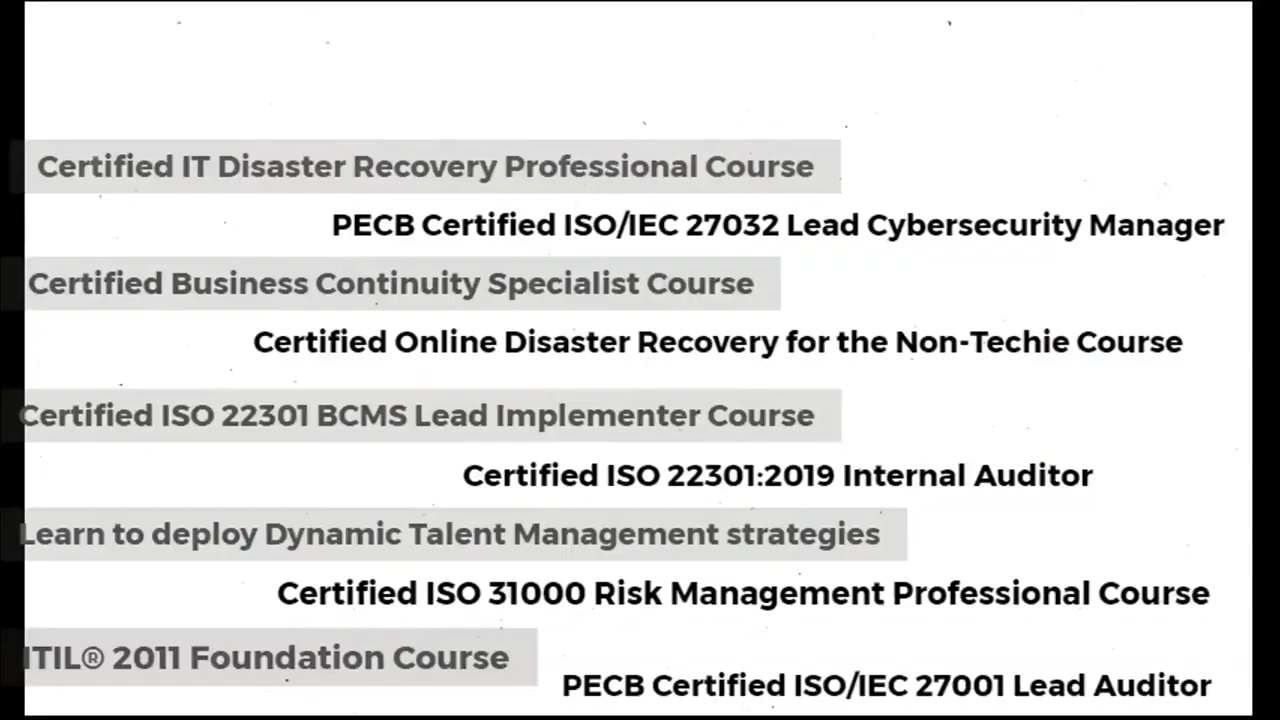 Certified IT Disaster Recovery Professional Course
PECB Certified ISO/IEC 27032 Lead Cybersecurity Manager
Certified Business Continuity Specialist Course
Certified Online Disaster Recovery for the Non-Techie Course
Certified ISO 22301 BCMS Lead Implementer Course
Certified ISO 22301:2019 Internal Auditor
Learn to deploy Dynamic Talent Management strategies
Certified ISO 31000 Risk Management Professional Course
ITIL® 2011 Foundation Course
PECB Certified ISO/IEC 27001 Lead Auditor